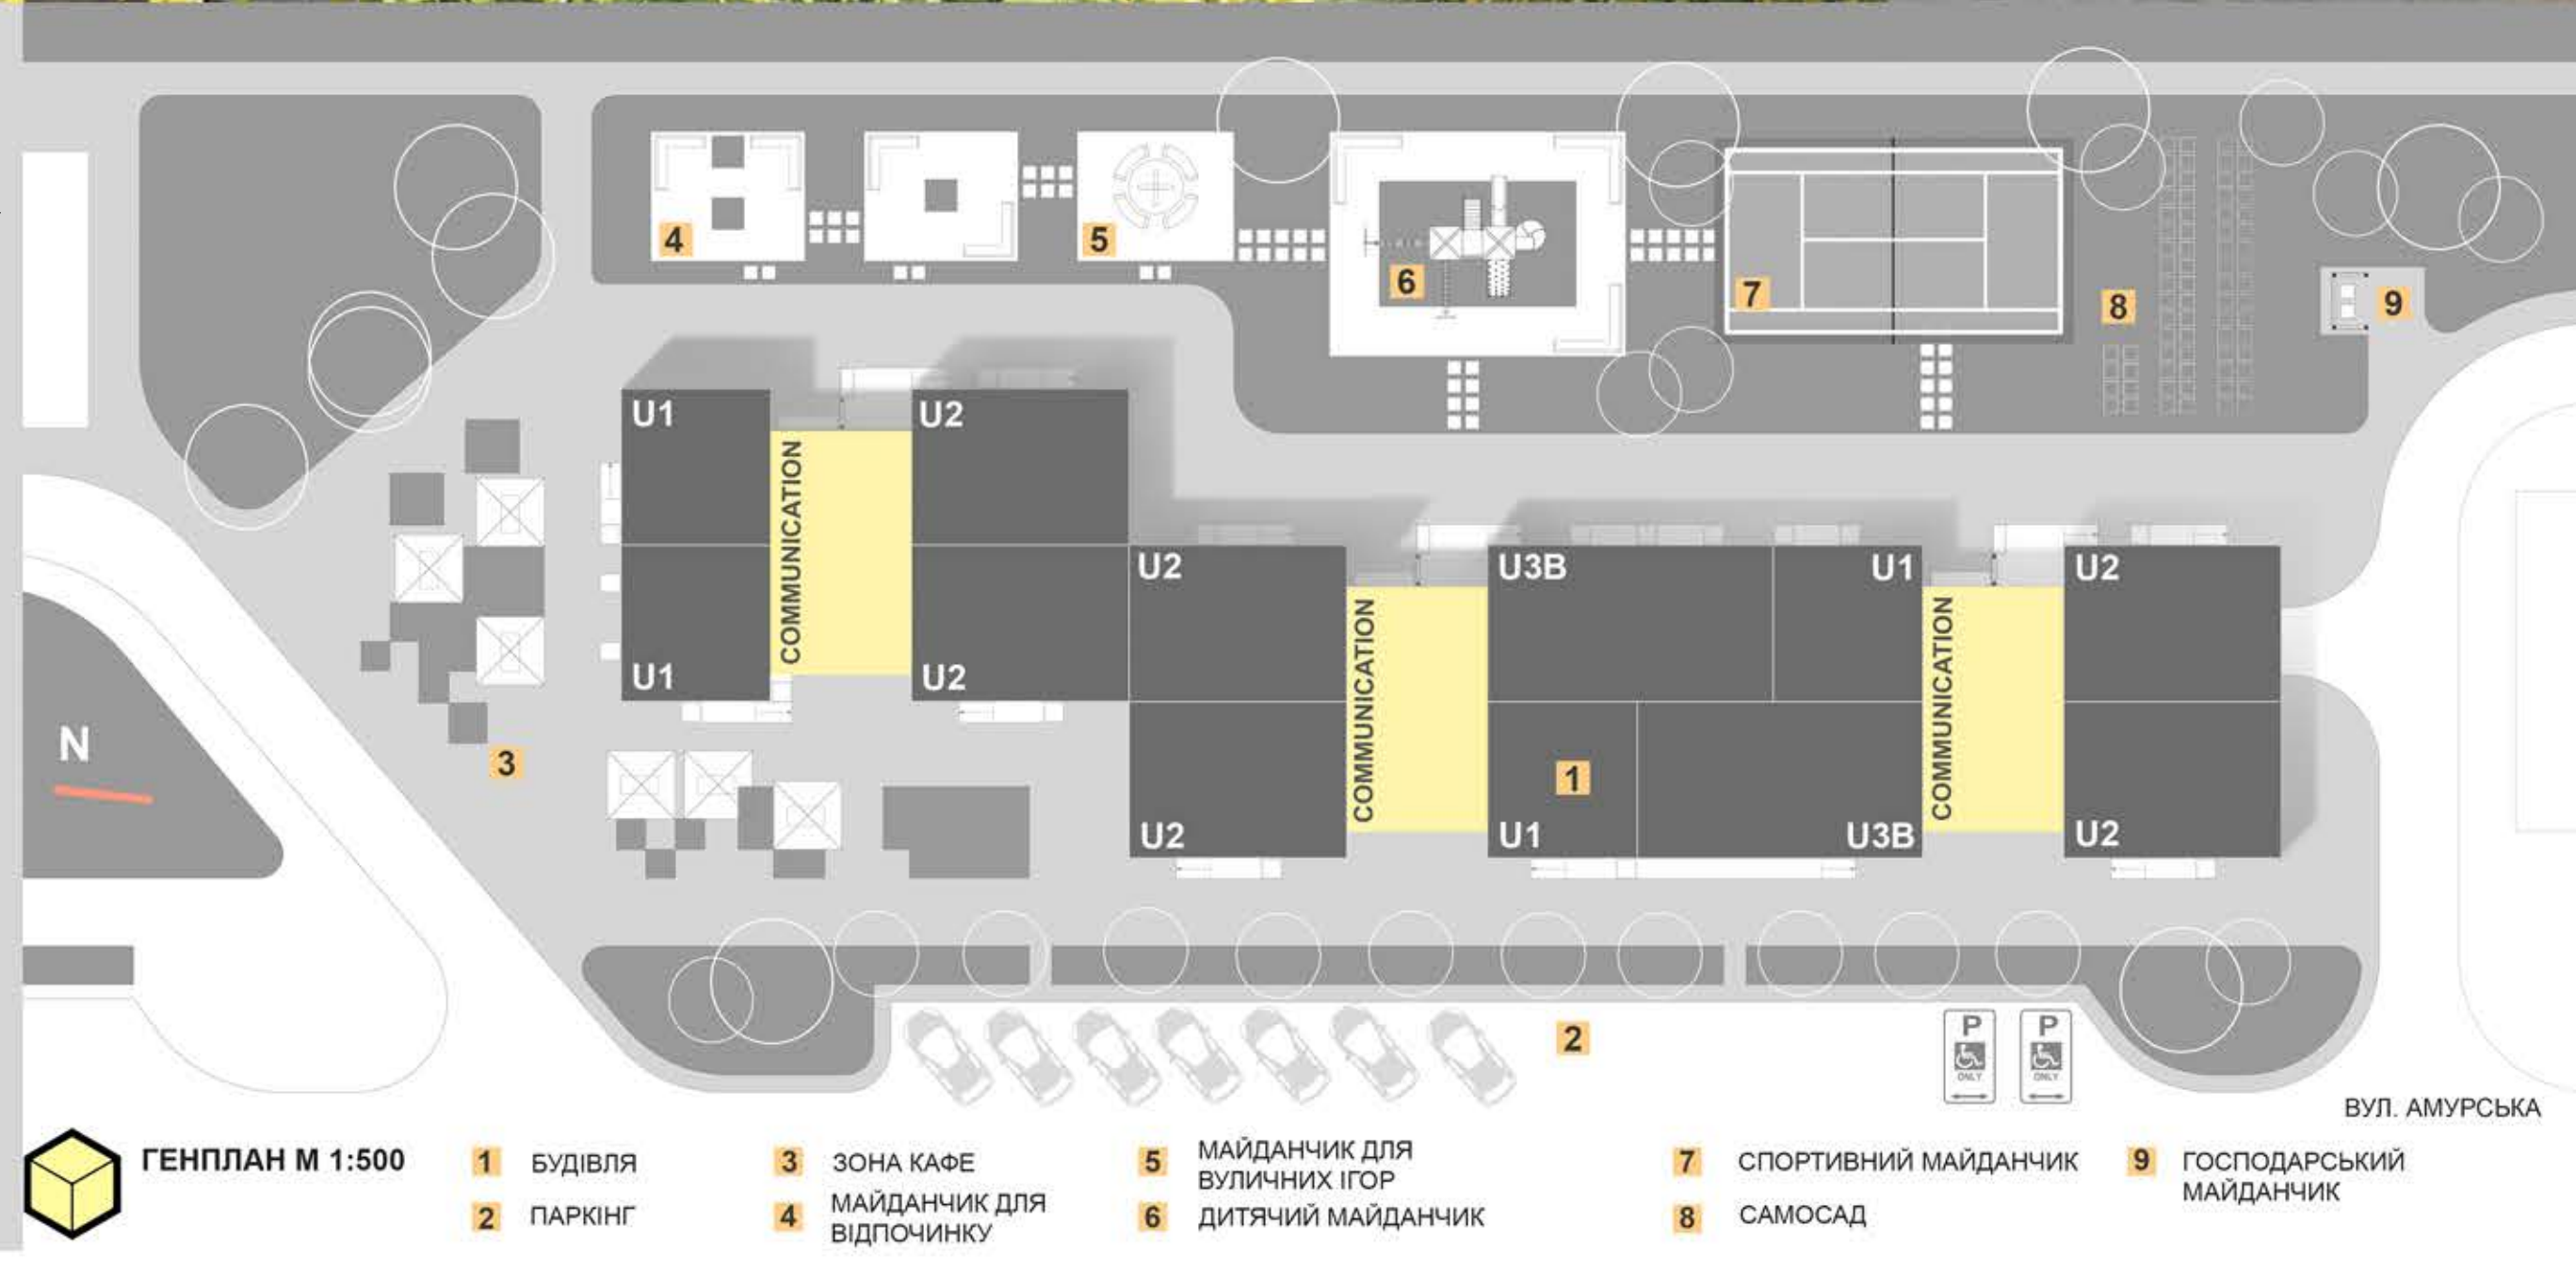 4
5
6
7
8
9
U1
U2
COMMUNICATION
U1
U2
U2
U3B
U1
U2
COMMUNICATION
COMMUNICATION
N
3
1
U2
U1
U3B
U2
2
P
ONLY
P
ONLY
ВУЛ. АМУРСЬКА
ГЕНПЛАН М 1:500
1 БУДІВЛЯ
2 ПАРКІНГ
3 ЗОНА КАФЕ
4 МАЙДАНЧИК ДЛЯ
ВІДПОЧИНКУ
5 МАЙДАНЧИК ДЛЯ
ВУЛИЧНИХ ІГОР
6 ДИТЯЧИЙ МАЙДАНЧИК
7 СПОРТИВНИЙ МАЙДАНЧИК
8 САМОСАД
9 ГОСПОДАРСЬКИЙ
МАЙДАНЧИК